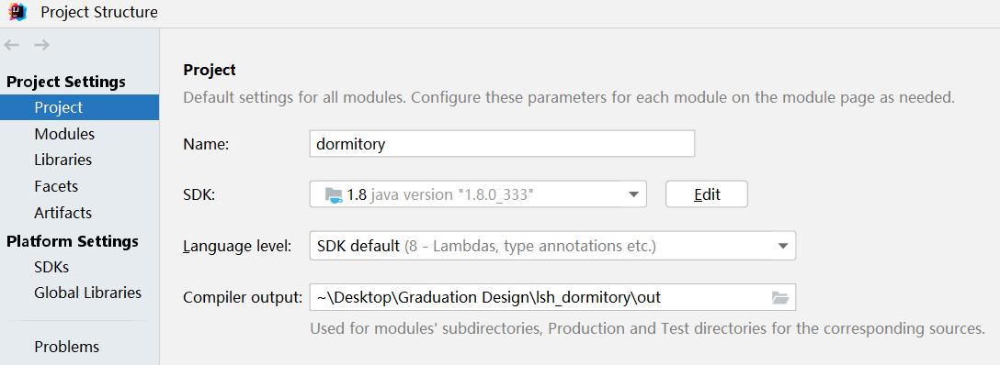 Project Structure
Project Settings
Project
Modules
Libraries
Facets
Artifacts
Platform Settings
SDKs
Global Libraries
Problems
Project
Default settings for all modules. Configure these parameters for each module on the module page as needed.
Name: dormitory
SDK: 1.8 java version "1.8.0_333" Edit
Language level: SDK default (8 - Lambdas, type annotations etc.)
Compiler output: ~\Desktop\Graduation Design\lsh_dormitory\out
Used for modules' subdirectories, Production and Test directories for the corresponding sources.